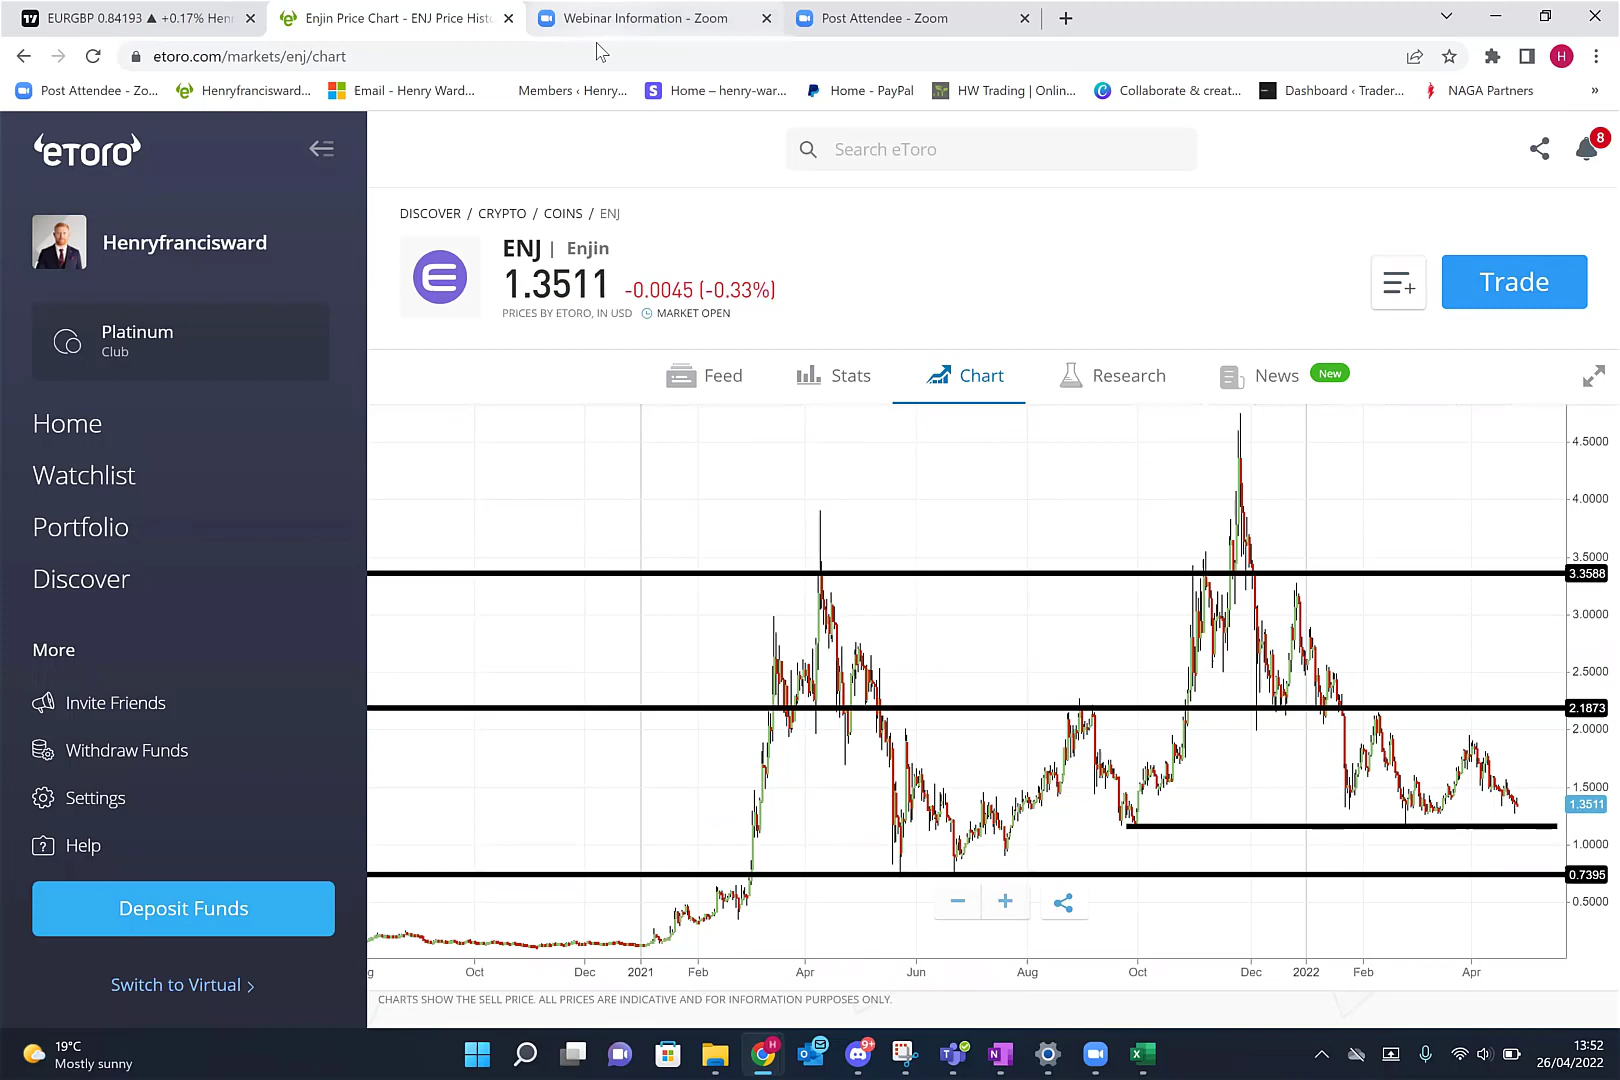 EURGBP 0.84193 ▲ +0.17% Henr
Enjin Price Chart - ENJ Price Histo
Webinar Information - Zoom
Post Attendee - Zoom
etoro.com/markets/enj/chart
H
Post Attendee - Zo...
Henryfrancisward...
Email - Henry Ward...
Members ‹ Henry...
Home – henry-war...
Home - PayPal
HW Trading | Onlin...
Collaborate & creat...
Dashboard ‹ Trader...
NAGA Partners
»
eToro
Search eToro
8
Henryfrancisward
Platinum
Club
Home
Watchlist
Portfolio
Discover
More
Invite Friends
Withdraw Funds
Settings
Help
Deposit Funds
Switch to Virtual >
DISCOVER / CRYPTO / COINS / ENJ
ENJ | Enjin
1.3511 -0.0045 (-0.33%)
PRICES BY ETORO, IN USD MARKET OPEN
Trade
Feed
Stats
Chart
Research
News New
4.5000
4.0000
3.5000
3.3588
3.0000
2.5000
2.1873
2.0000
1.5000
1.3511
1.0000
0.7395
0.5000
g Oct Dec 2021 Feb Apr Jun Aug Oct Dec 2022 Feb Apr
CHARTS SHOW THE SELL PRICE. ALL PRICES ARE INDICATIVE AND FOR INFORMATION PURPOSES ONLY.
19°C
Mostly sunny
H
9+
13:52
26/04/2022